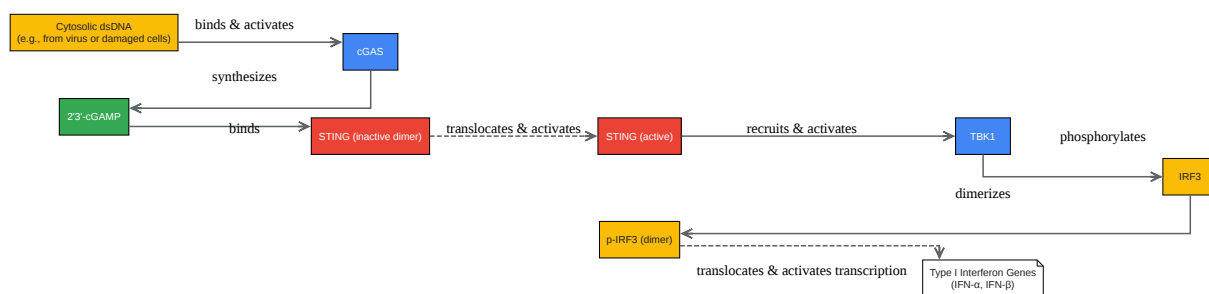 Cytosolic dsDNA
(e.g., from virus or damaged cells)
binds & activates
cGAS
synthesizes
2'3'-cGAMP
binds
STING (inactive dimer)
translocates & activates
STING (active)
recruits & activates
TBK1
phosphorylates
IRF3
dimerizes
p-IRF3 (dimer)
translocates & activates transcription
Type I Interferon Genes
(IFN-α, IFN-β)